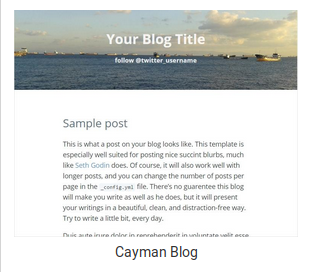 Your Blog Title
follow @twitter_username
Sample post
This is what a post on your blog looks like. This template is
especially well suited for posting nice succint blurbs, much
like Seth Godin does. Of course, it will also work well with
longer posts, and you can change the number of posts per
page in the _config.yml file. There's no guarentee this blog
will make you write as well as he does, but it will present
your writings in a beautiful, clean, and distraction-free way.
Try to write a little bit, every day.
Duis aute irure dolor in reprehenderit in voluptate velit esse
Cayman Blog